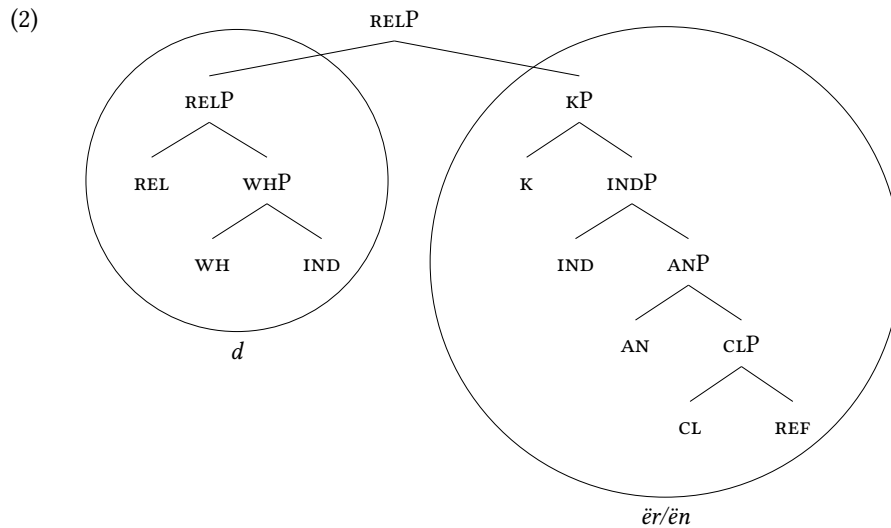 (2)
RELP
RELP KP
REL WHP K INDP
WH IND IND ANP
d AN CLP
CL REF
ër/ën